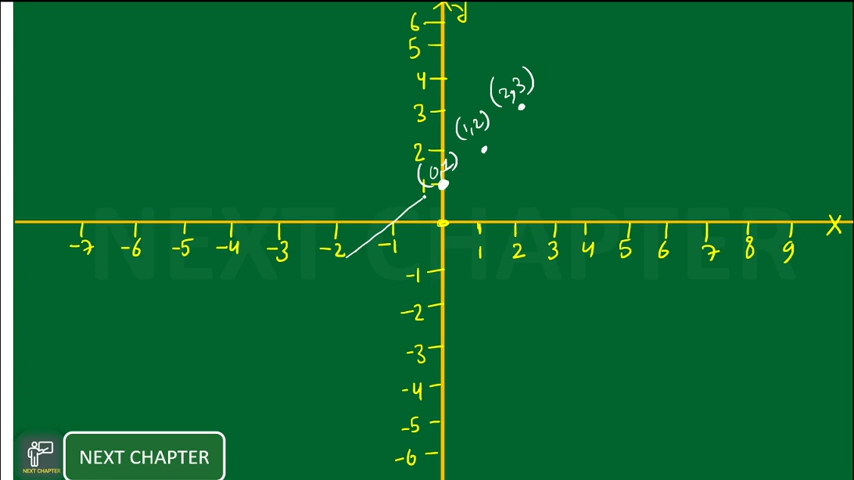 y
6
5
4
(2,3)
3
(1,2)
2
(0,1)
1
X
-7 -6 -5 -4 -3 -2 -1 1 2 3 4 5 6 7 8 9
NEXT CHAPTER
-1
-2
-3
-4
-5
-6
NEXT CHAPTER
NEXT CHAPTER